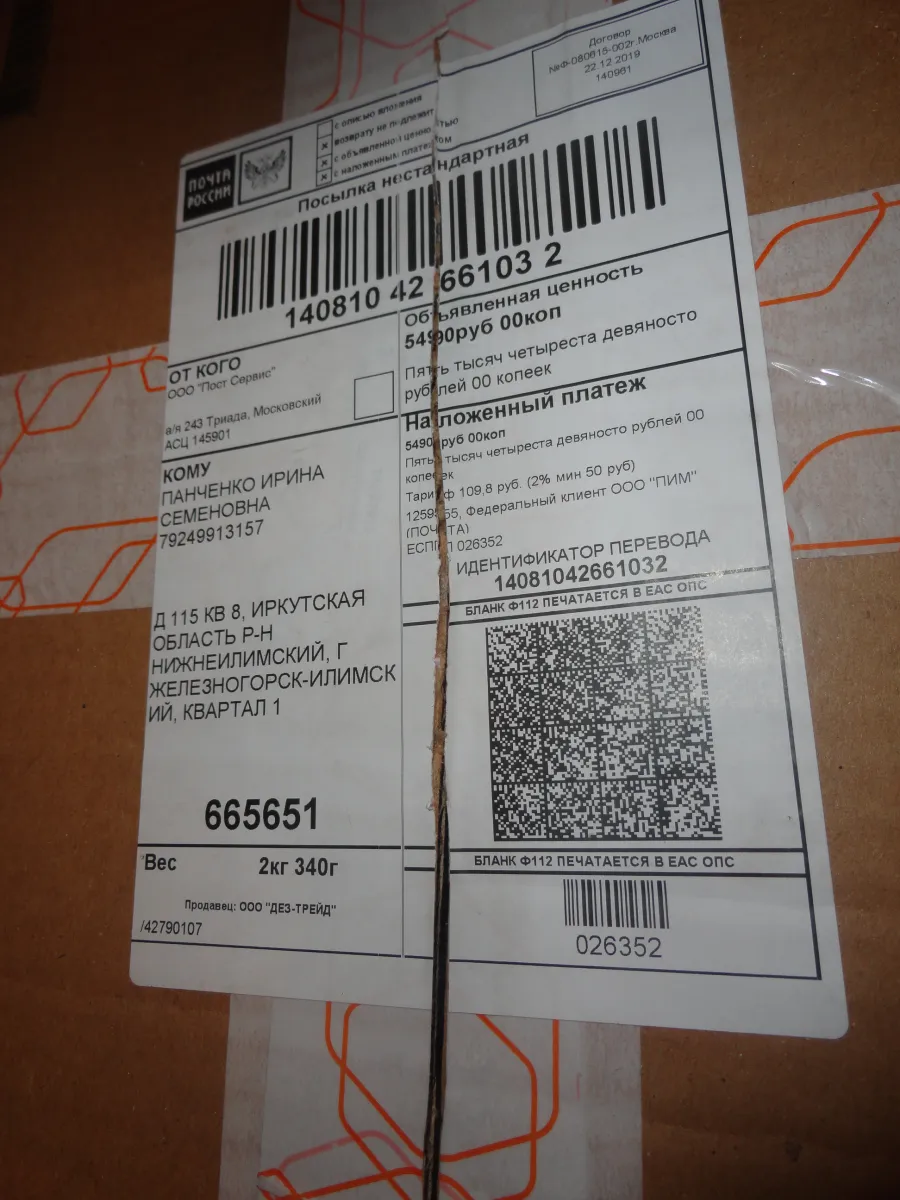 Договор
№Ф-080615-002г.Москва
22.12.2019
140961
с описью вложения
x возврату не подлежит
x с объявленной ценностью
x с наложенным платежом
ПОЧТА
РОССИИ
Посылка нестандартная
140810 42 66103 2
Объявленная ценность
5490руб 00коп
Пять тысяч четыреста девяносто
рублей 00 копеек
ОТ КОГО
ООО "Пост Сервис"
а/я 243 Триада, Московский
АСЦ 145901
Наложенный платеж
5490руб 00коп
Пять тысяч четыреста девяносто рублей 00
копеек
Тариф 109,8 руб. (2% мин 50 руб)
Федеральный клиент ООО "ПИМ"
(ПОЧТА)
026352
ИДЕНТИФИКАТОР ПЕРЕВОДА
14081042661032
БЛАНК Ф112 ПЕЧАТАЕТСЯ В ЕАС ОПС
КОМУ
ПАНЧЕНКО ИРИНА
СЕМЕНОВНА
79249913157
Д 115 КВ 8, ИРКУТСКАЯ
ОБЛАСТЬ Р-Н
НИЖНЕИЛИМСКИЙ, Г
ЖЕЛЕЗНОГОРСК-ИЛИМСК
ИЙ, КВАРТАЛ 1
665651
Вес 2кг 340г
Продавец: ООО "ДЕЗ-ТРЕЙД"
/42790107
БЛАНК Ф112 ПЕЧАТАЕТСЯ В ЕАС ОПС
026352